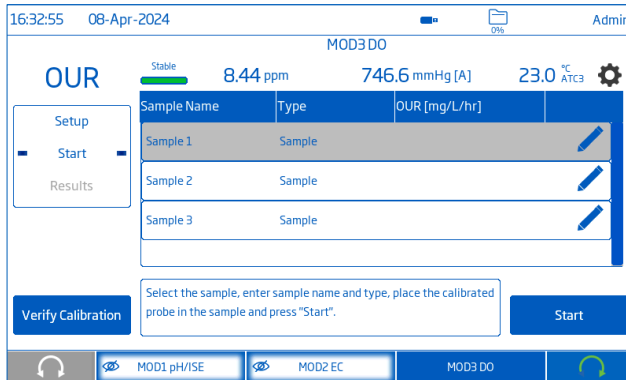 16:32:55 08-Apr-2024 0% Admin
MOD3 DO
OUR Stable 8.44 ppm 746.6 mmHg [A] 23.0 °C ATC3
Sample Name Type OUR [mg/L/hr]
Setup
Sample 1 Sample
Start
Sample 2 Sample
Results
Sample 3 Sample
Select the sample, enter sample name and type, place the calibrated
probe in the sample and press "Start".
Verify Calibration
Start
MOD1 pH/ISE MOD2 EC MOD3 DO